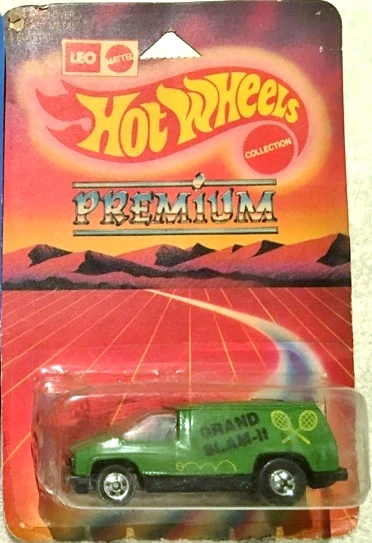 LEO
MATTEL
Hot Wheels
COLLECTION
PREMIUM
GRAND
SLAM-II